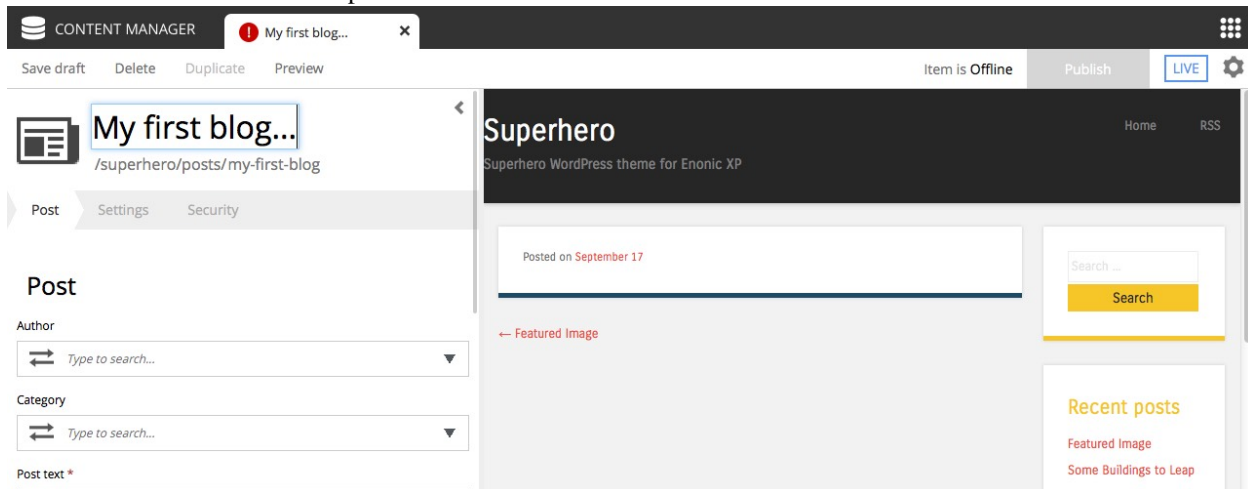 CONTENT MANAGER
My first blog...
Save draft Delete Duplicate Preview
Item is Offline Publish LIVE
My first blog...
/superhero/posts/my-first-blog
Post Settings Security
Post
Author
Type to search...
Category
Type to search...
Post text *
Superhero
Superhero WordPress theme for Enonic XP
Home RSS
Posted on September 17
← Featured Image
Search ...
Search
Recent posts
Featured Image
Some Buildings to Leap